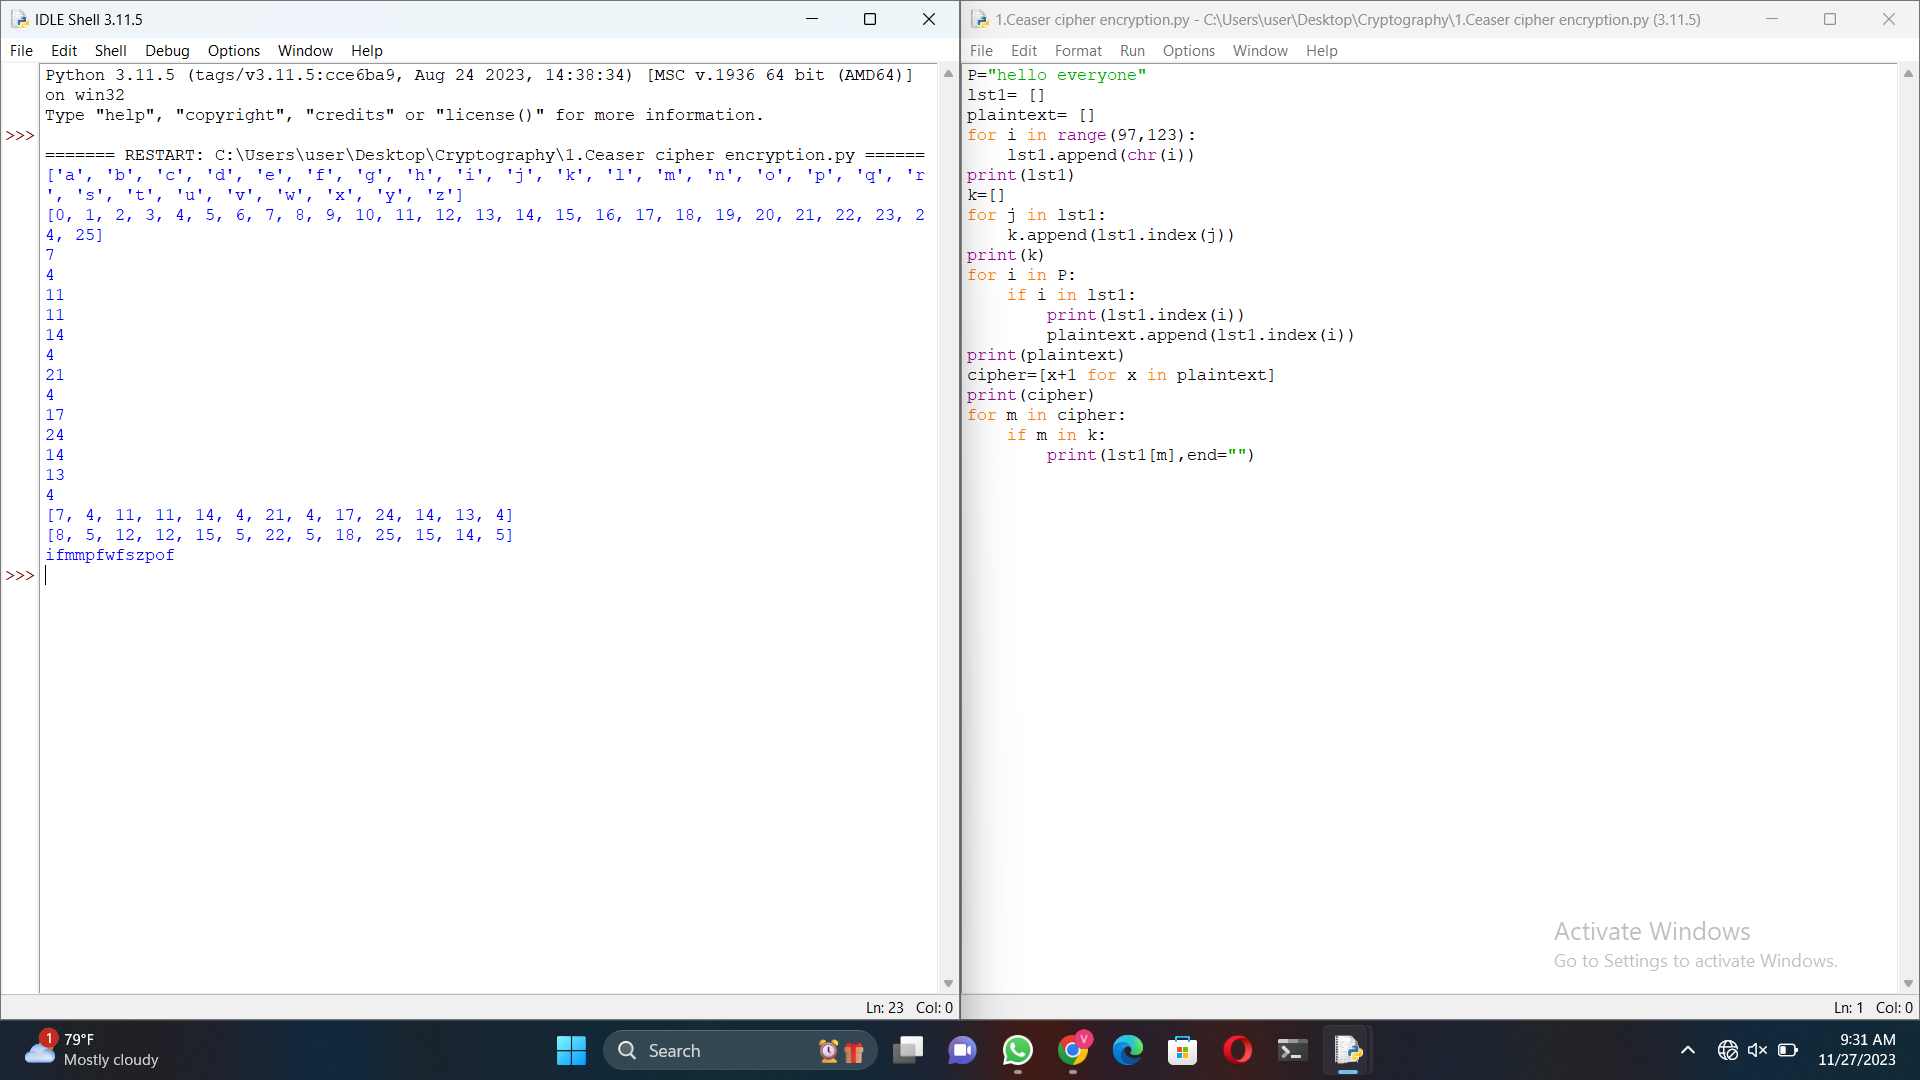 IDLE Shell 3.11.5
File Edit Shell Debug Options Window Help
Python 3.11.5 (tags/v3.11.5:cce6ba9, Aug 24 2023, 14:38:34) [MSC v.1936 64 bit (AMD64)]
on win32
Type "help", "copyright", "credits" or "license()" for more information.
>>>
======= RESTART: C:\Users\user\Desktop\Cryptography\1.Ceaser cipher encryption.py ======
['a', 'b', 'c', 'd', 'e', 'f', 'g', 'h', 'i', 'j', 'k', 'l', 'm', 'n', 'o', 'p', 'q', 'r
', 's', 't', 'u', 'v', 'w', 'x', 'y', 'z']
[0, 1, 2, 3, 4, 5, 6, 7, 8, 9, 10, 11, 12, 13, 14, 15, 16, 17, 18, 19, 20, 21, 22, 23, 2
4, 25]
7
4
11
11
14
4
21
4
17
24
14
13
4
[7, 4, 11, 11, 14, 4, 21, 4, 17, 24, 14, 13, 4]
[8, 5, 12, 12, 15, 5, 22, 5, 18, 25, 15, 14, 5]
ifmmpfwfszpof
>>>
Ln: 23 Col: 0
1.Ceaser cipher encryption.py - C:\Users\user\Desktop\Cryptography\1.Ceaser cipher encryption.py (3.11.5)
File Edit Format Run Options Window Help
P="hello everyone"
lst1= []
plaintext= []
for i in range(97,123):
    lst1.append(chr(i))
print(lst1)
k=[]
for j in lst1:
    k.append(lst1.index(j))
print(k)
for i in P:
    if i in lst1:
        print(lst1.index(i))
        plaintext.append(lst1.index(i))
print(plaintext)
cipher=[x+1 for x in plaintext]
print(cipher)
for m in cipher:
    if m in k:
        print(lst1[m],end="")
Activate Windows
Go to Settings to activate Windows.
Ln: 1 Col: 0
1
79°F
Mostly cloudy
Search
V
9:31 AM
11/27/2023